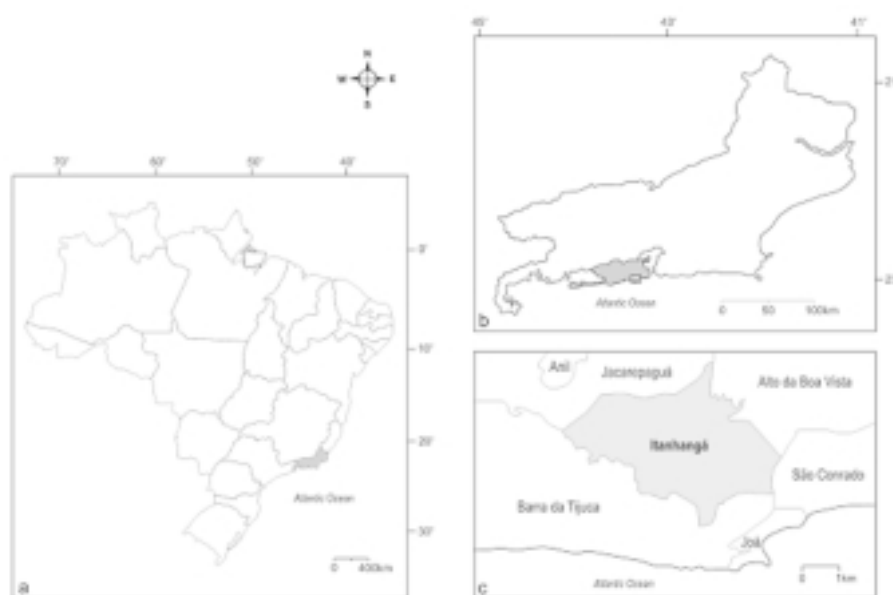 N
W E
S
70° 60° 50° 40°
0°
10°
20°
30°
Atlantic Ocean
0 400km
a
45° 43° 41°
Atlantic Ocean
0 50 100km
b
Anil
Jacarepaguá
Alto da Boa Vista
Itanhangá
São Conrado
Barra da Tijuca
Joá
Atlantic Ocean
0 1km
c